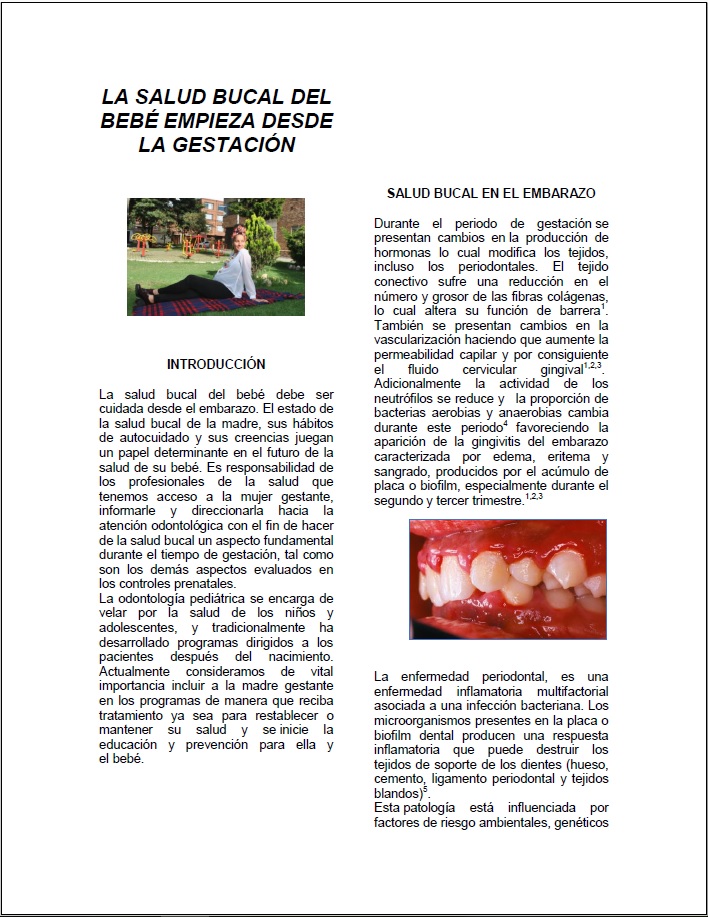 LA SALUD BUCAL DEL
BEBÉ EMPIEZA DESDE
LA GESTACIÓN
INTRODUCCIÓN
La salud bucal del bebé debe ser
cuidada desde el embarazo. El estado de
la salud bucal de la madre, sus hábitos
de autocuidado y sus creencias juegan
un papel determinante en el futuro de la
salud de su bebé. Es responsabilidad de
los profesionales de la salud que
tenemos acceso a la mujer gestante,
informarle y direccionarla hacia la
atención odontológica con el fin de hacer
de la salud bucal un aspecto fundamental
durante el tiempo de gestación, tal como
son los demás aspectos evaluados en
los controles prenatales.
La odontología pediátrica se encarga de
velar por la salud de los niños y
adolescentes, y tradicionalmente ha
desarrollado programas dirigidos a los
pacientes después del nacimiento.
Actualmente consideramos de vital
importancia incluir a la madre gestante
en los programas de manera que reciba
tratamiento ya sea para restablecer o
mantener su salud y se inicie la
educación y prevención para ella y
el bebé.
SALUD BUCAL EN EL EMBARAZO
Durante el periodo de gestación se
presentan cambios en la producción de
hormonas lo cual modifica los tejidos,
incluso los periodontales. El tejido
conectivo sufre una reducción en el
número y grosor de las fibras colágenas,
lo cual altera su función de barrera¹.
También se presentan cambios en la
vascularización haciendo que aumente la
permeabilidad capilar y por consiguiente
el fluido cervicular gingival¹,²,³.
Adicionalmente la actividad de los
neutrófilos se reduce y la proporción de
bacterias aerobias y anaerobias cambia
durante este periodo⁴ favoreciendo la
aparición de la gingivitis del embarazo
caracterizada por edema, eritema y
sangrado, producidos por el acúmulo de
placa o biofilm, especialmente durante el
segundo y tercer trimestre.¹,²,³
La enfermedad periodontal, es una
enfermedad inflamatoria multifactorial
asociada a una infección bacteriana. Los
microorganismos presentes en la placa o
biofilm dental producen una respuesta
inflamatoria que puede destruir los
tejidos de soporte de los dientes (hueso,
cemento, ligamento periodontal y tejidos
blandos)⁵.
Esta patología está influenciada por
factores de riesgo ambientales, genéticos